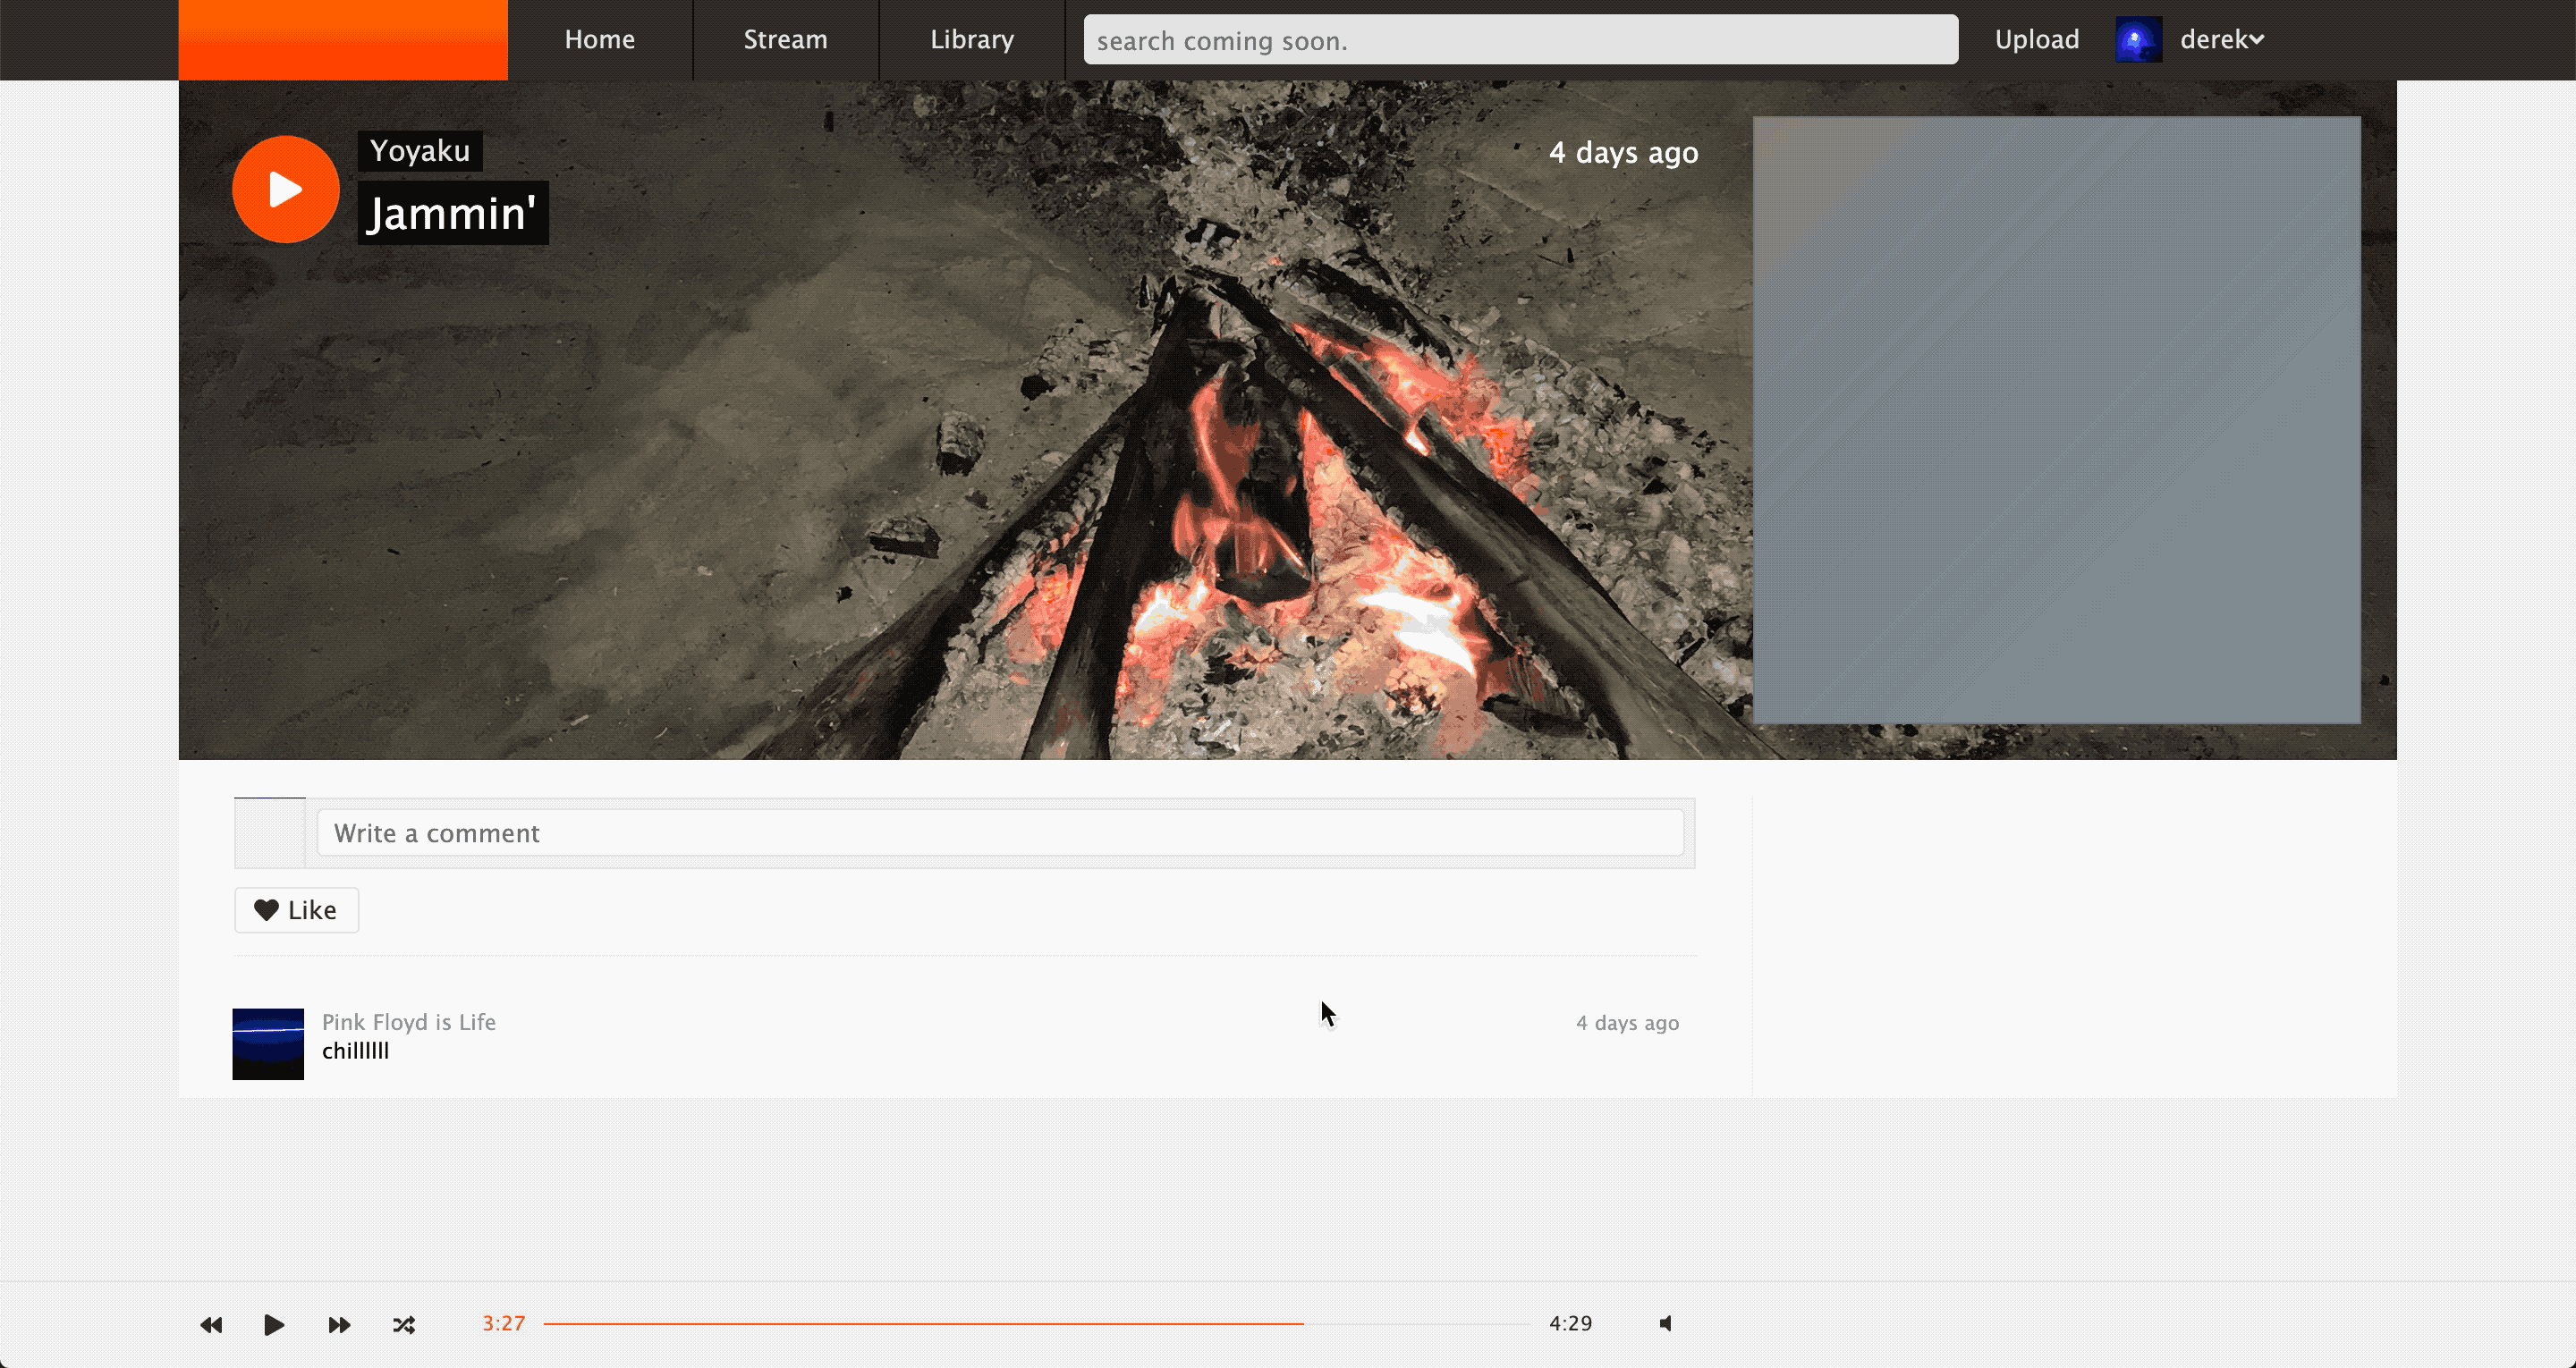 Home
Stream
Library
search coming soon.
Upload
derek
Yoyaku
4 days ago
Jammin'
Write a comment
Like
Pink Floyd is Life
4 days ago
chillllll
3:27
4:29